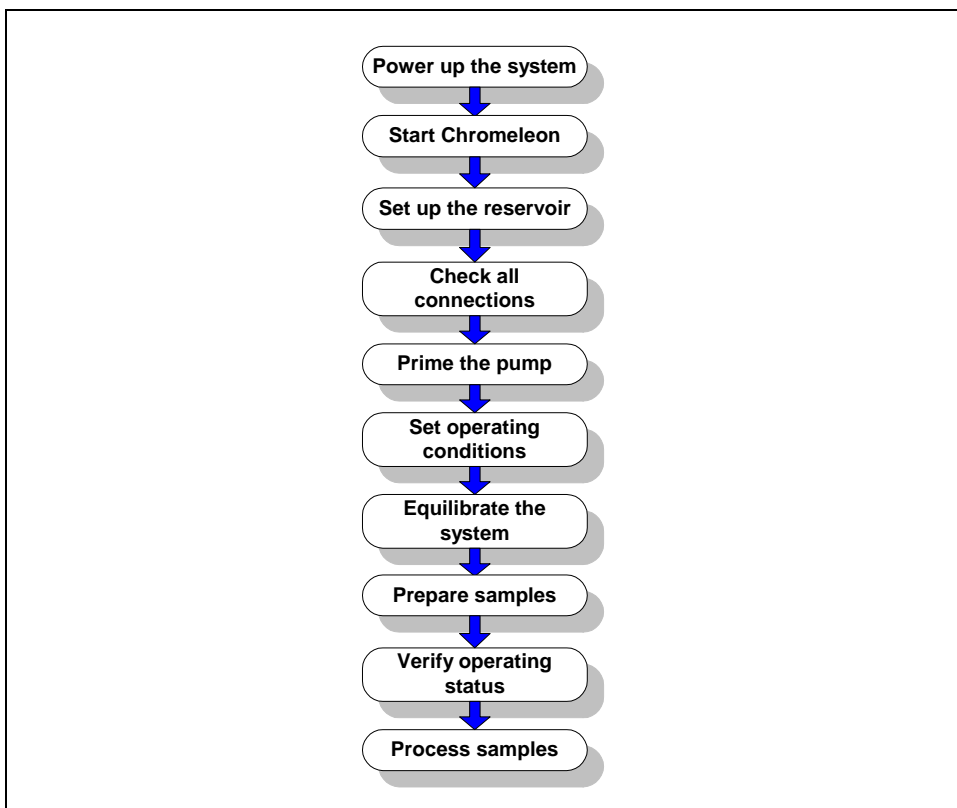 Power up the system
Start Chromeleon
Set up the reservoir
Check all
connections
Prime the pump
Set operating
conditions
Equilibrate the
system
Prepare samples
Verify operating
status
Process samples